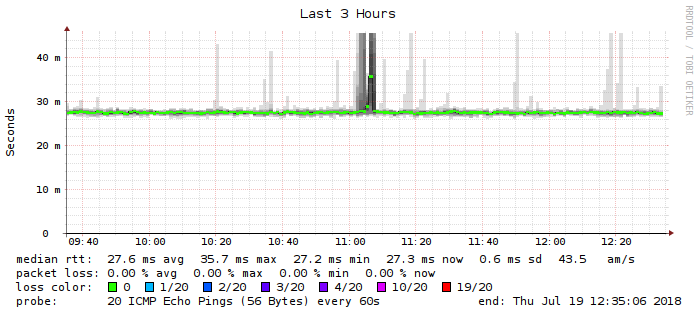 Last 3 Hours
RRDTOOL / TOBI OETIKER
Seconds
40 m
30 m
20 m
10 m
0
09:40 10:00 10:20 10:40 11:00 11:20 11:40 12:00 12:20
median rtt: 27.6 ms avg 35.7 ms max 27.2 ms min 27.3 ms now 0.6 ms sd 43.5 am/s
packet loss: 0.00 % avg 0.00 % max 0.00 % min 0.00 % now
loss color: 0 1/20 2/20 3/20 4/20 10/20 19/20
probe: 20 ICMP Echo Pings (56 Bytes) every 60s end: Thu Jul 19 12:35:06 2018